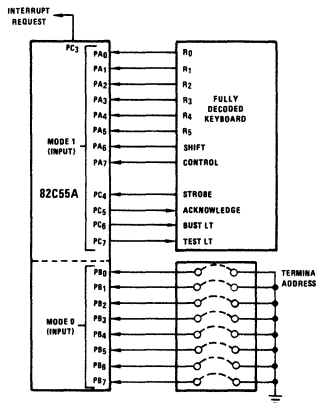 INTERRUPT
REQUEST
PC3
PA0
PA1
PA2
PA3
PA4
PA5
PA6
PA7
MODE 1
(INPUT)
82C55A
PC4
PC5
PC6
PC7
R0
R1
R2
R3
R4
R5
SHIFT
CONTROL
FULLY
DECODED
KEYBOARD
STROBE
ACKNOWLEDGE
BUST LT
TEST LT
MODE 0
(INPUT)
PB0
PB1
PB2
PB3
PB4
PB5
PB6
PB7
TERMINA
ADDRESS